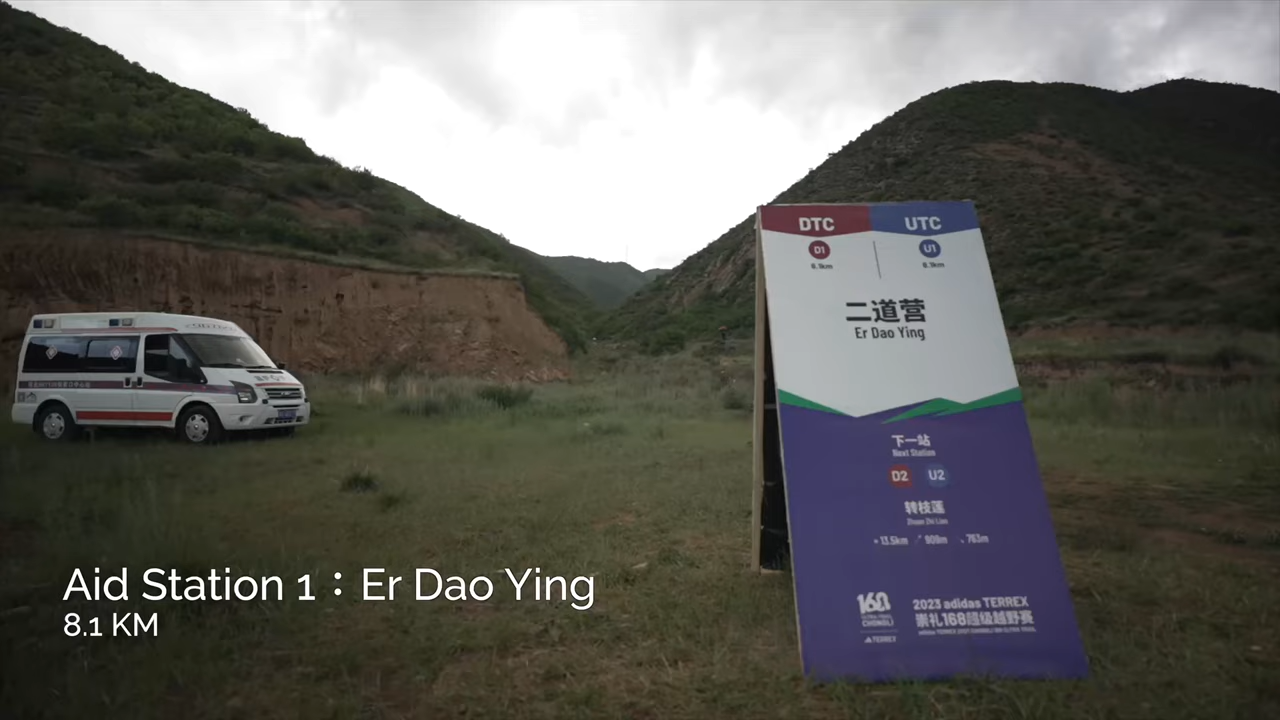 DTC UTC
D1 U1
8.1km 8.1km
二道营
Er Dao Ying
下一站
Next Station
D2 U2
转枝莲
Zhuan Zhi Lian
13.5km 909m 763m
168
CHONGLI
TERREX
2023 adidas TERREX
崇礼168超级越野赛
Aid Station 1：Er Dao Ying
8.1 KM